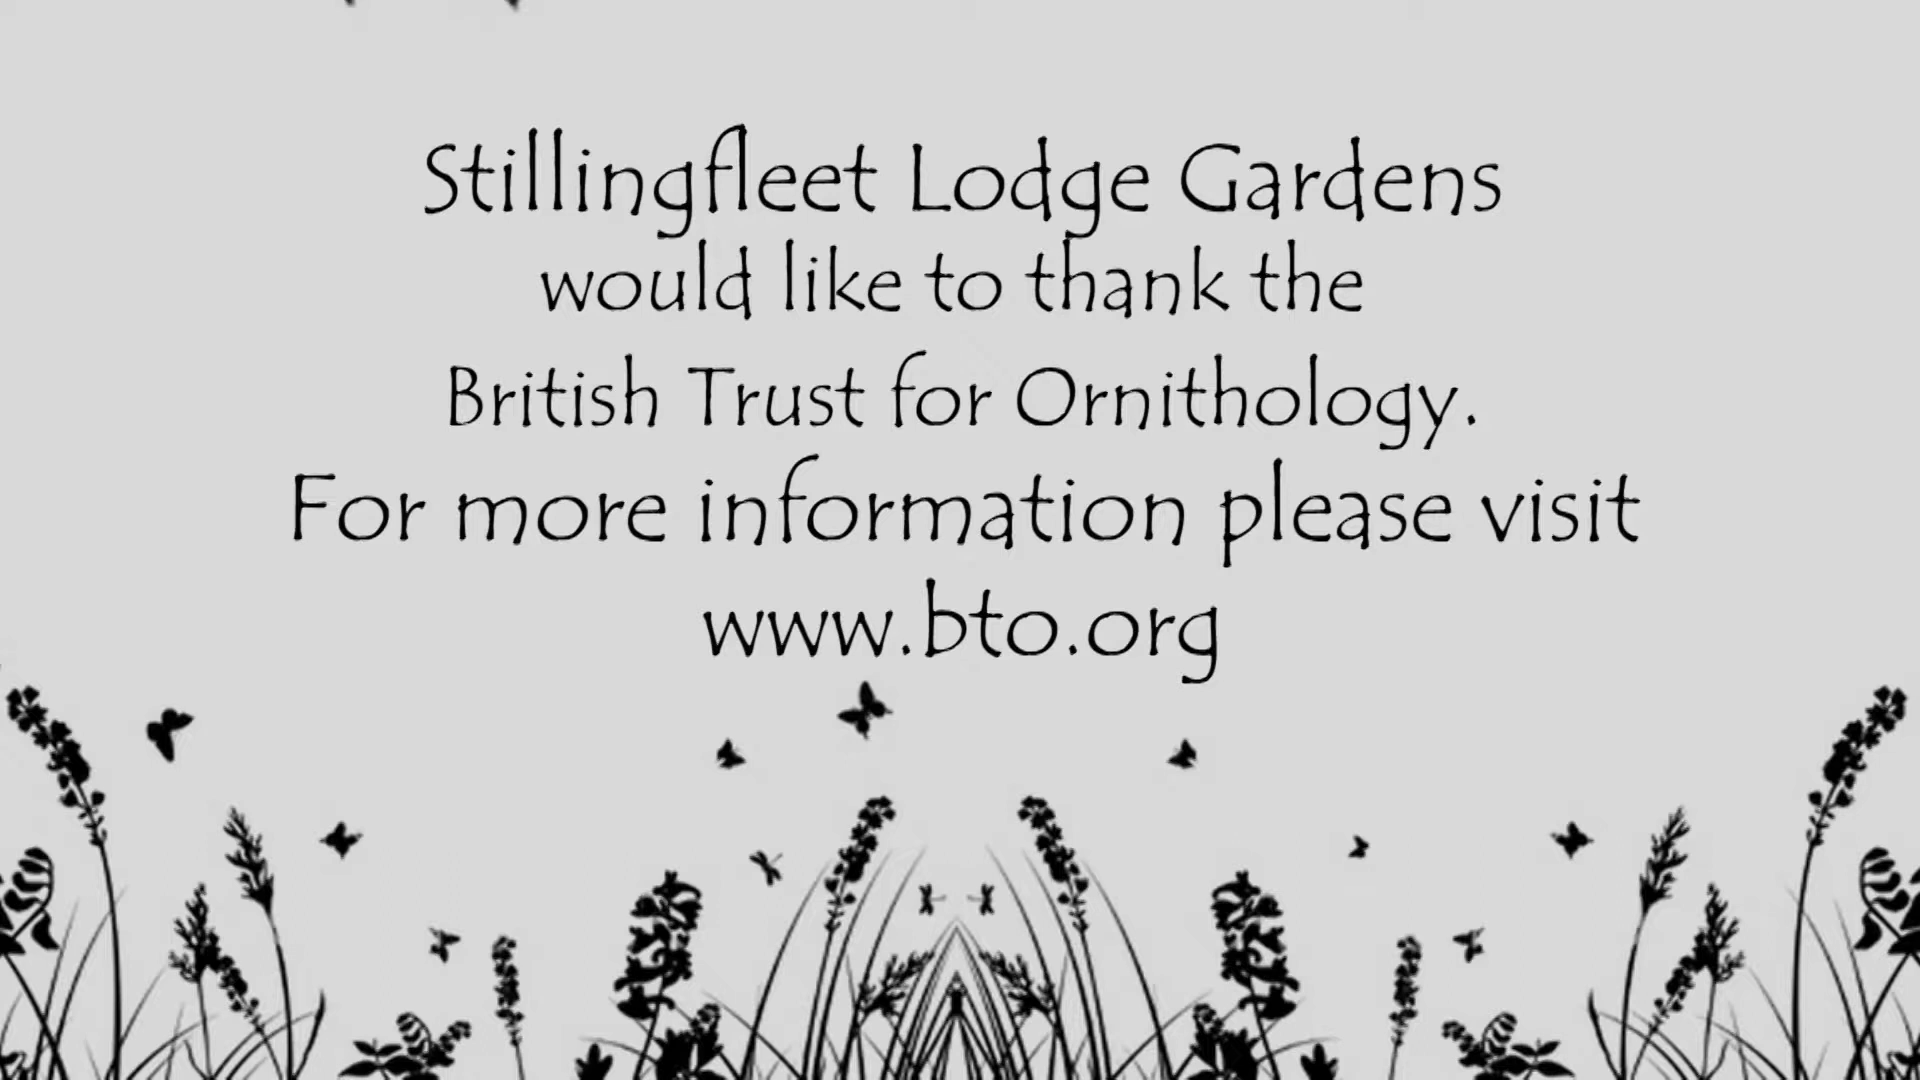 Stillingfleet Lodge Gardens
would like to thank the
British Trust for Ornithology.
For more information please visit
www.bto.org